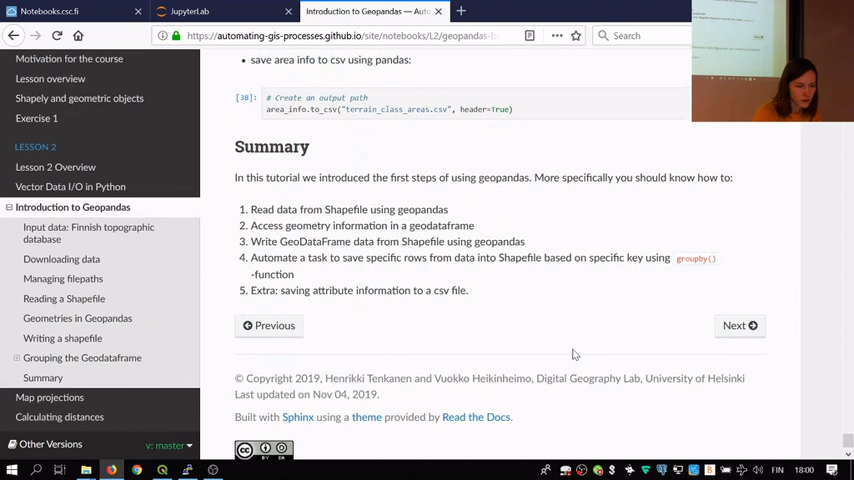 Notebooks.csc.fi
JupyterLab
Introduction to Geopandas — Auto
https://automating-gis-processes.github.io/site/notebooks/L2/geopandas-b
Search
Motivation for the course
Lesson overview
Shapely and geometric objects
Exercise 1
LESSON 2
Lesson 2 Overview
Vector Data I/O in Python
Introduction to Geopandas
Input data: Finnish topographic
database
Downloading data
Managing filepaths
Reading a Shapefile
Geometries in Geopandas
Writing a shapefile
Grouping the Geodataframe
Summary
Map projections
Calculating distances
Other Versions
v: master
save area info to csv using pandas:
[38]:
# Create an output path
area_info.to_csv("terrain_class_areas.csv", header=True)
Summary
In this tutorial we introduced the first steps of using geopandas. More specifically you should know how to:
1. Read data from Shapefile using geopandas
2. Access geometry information in a geodataframe
3. Write GeoDataFrame data from Shapefile using geopandas
4. Automate a task to save specific rows from data into Shapefile based on specific key using groupby()
-function
5. Extra: saving attribute information to a csv file.
Previous
Next
© Copyright 2019, Henrikki Tenkanen and Vuokko Heikinheimo, Digital Geography Lab, University of Helsinki
Last updated on Nov 04, 2019.
Built with Sphinx using a theme provided by Read the Docs.
FIN
18:00